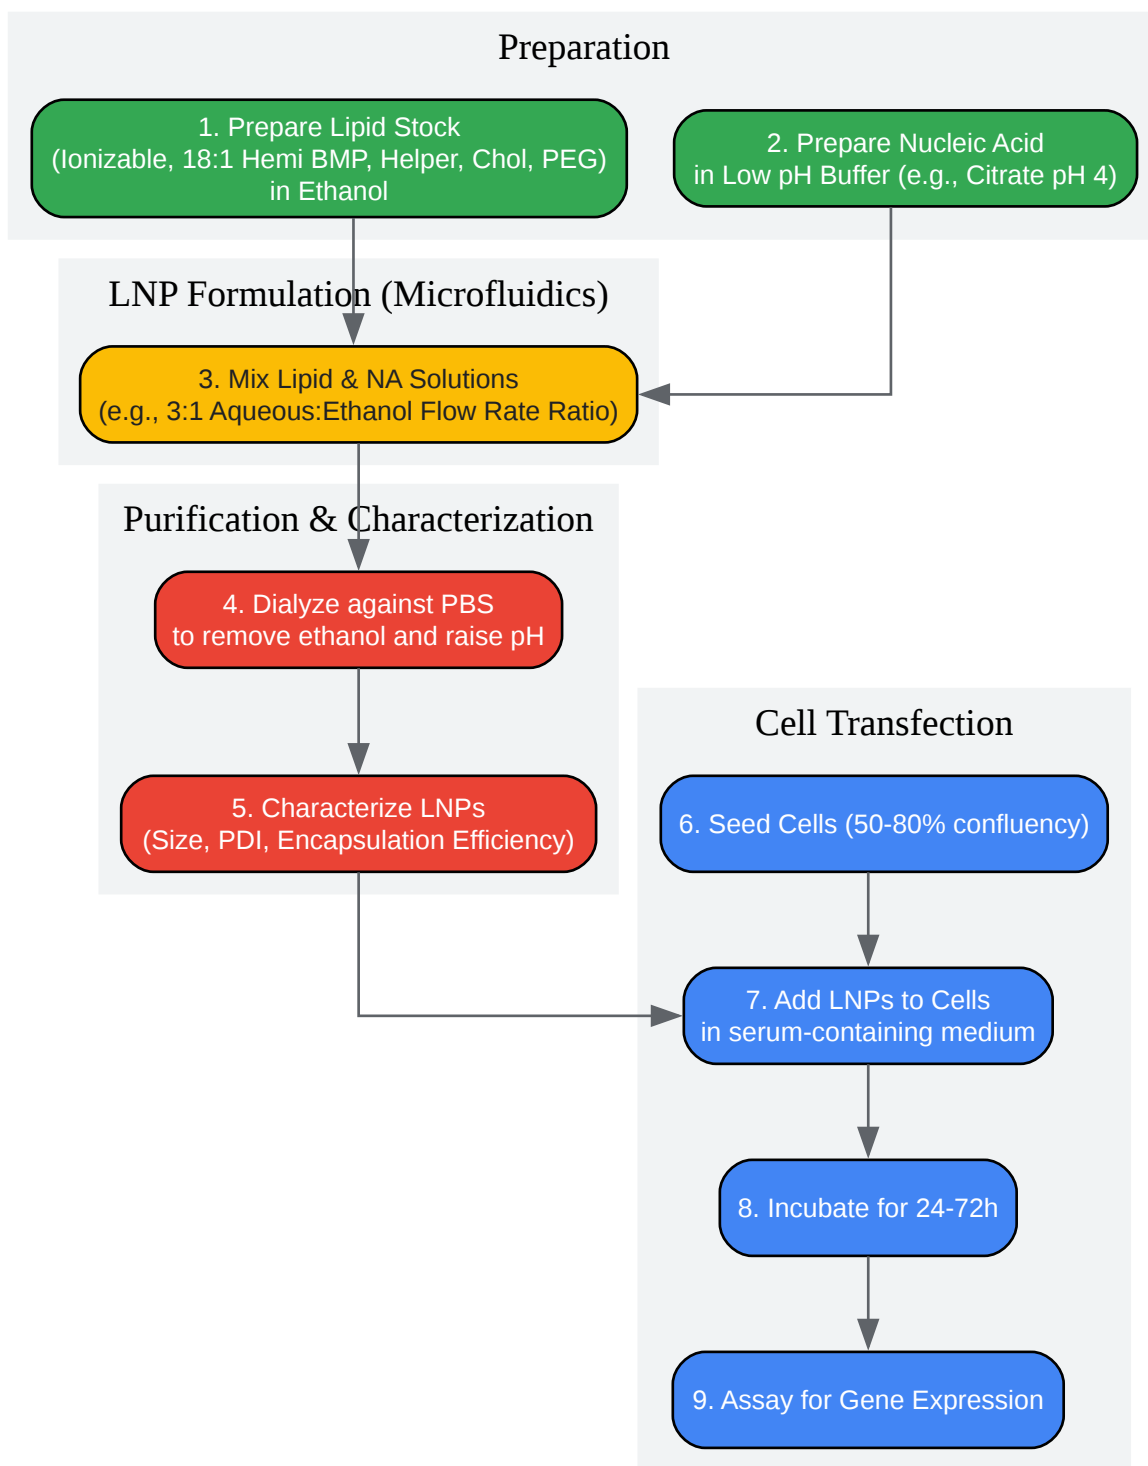 Preparation
1. Prepare Lipid Stock
(Ionizable, 18:1 Hemi BMP, Helper, Chol, PEG)
in Ethanol
2. Prepare Nucleic Acid
in Low pH Buffer (e.g., Citrate pH 4)
LNP Formulation (Microfluidics)
3. Mix Lipid & NA Solutions
(e.g., 3:1 Aqueous:Ethanol Flow Rate Ratio)
Purification & Characterization
4. Dialyze against PBS
to remove ethanol and raise pH
5. Characterize LNPs
(Size, PDI, Encapsulation Efficiency)
Cell Transfection
6. Seed Cells (50-80% confluency)
7. Add LNPs to Cells
in serum-containing medium
8. Incubate for 24-72h
9. Assay for Gene Expression